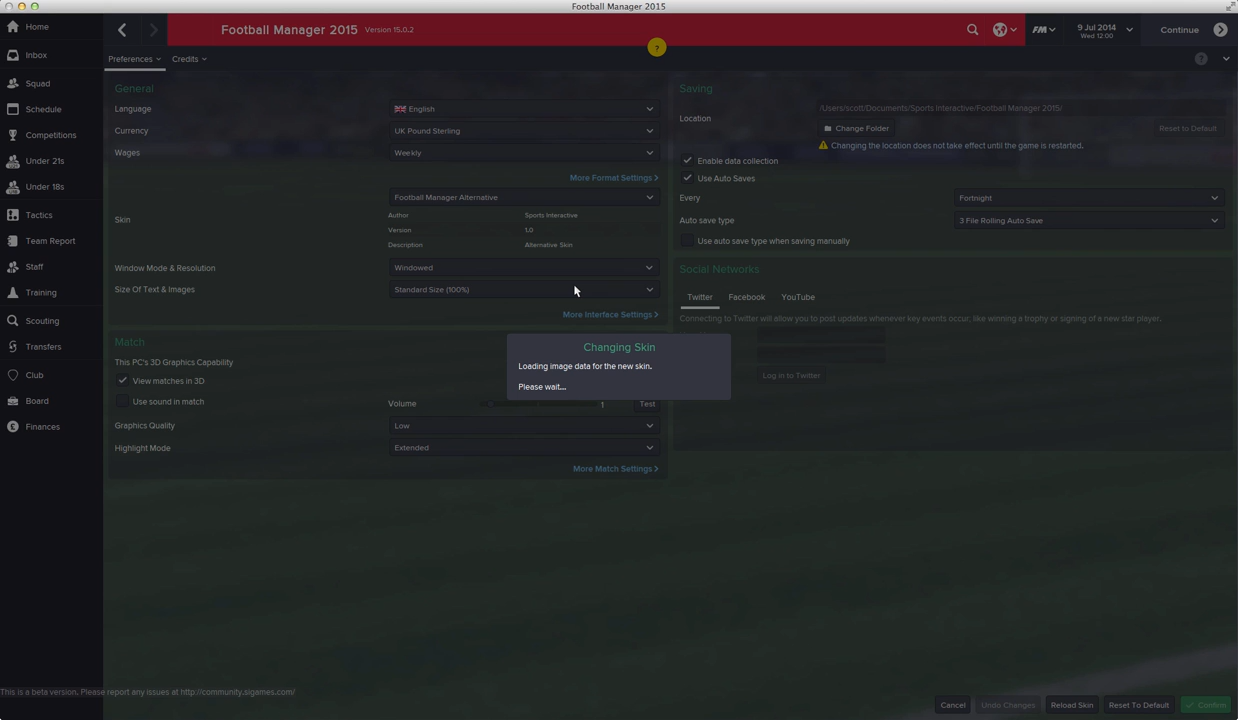 Football Manager 2015
Home
Inbox
Squad
Schedule
Competitions
Under 21s
Under 18s
Tactics
Team Report
Staff
Training
Scouting
Transfers
Club
Board
Finances
Football Manager 2015 Version 15.0.2
FM
9 Jul 2014
Wed 12:00
Continue
?
Preferences Credits ?
General
Language English
Currency UK Pound Sterling
Wages Weekly
More Format Settings >
Football Manager Alternative
Skin
Author Sports Interactive
Version 1.0
Description Alternative Skin
Window Mode & Resolution Windowed
Size Of Text & Images Standard Size (100%)
More Interface Settings >
Match
This PC's 3D Graphics Capability
View matches in 3D
Use sound in match Volume 1 Test
Graphics Quality Low
Highlight Mode Extended
More Match Settings >
Changing Skin
Loading image data for the new skin.
Please wait...
Saving
/Users/scott/Documents/Sports Interactive/Football Manager 2015/
Location
Change Folder Reset to Default
Changing the location does not take effect until the game is restarted.
Enable data collection
Use Auto Saves
Every Fortnight
Auto save type 3 File Rolling Auto Save
Use auto save type when saving manually
Social Networks
Twitter Facebook YouTube
Connecting to Twitter will allow you to post updates whenever key events occur, like winning a trophy or signing of a new star player.
Log in to Twitter
This is a beta version. Please report any issues at http://community.sigames.com/
Cancel Undo Changes Reload Skin Reset To Default Confirm